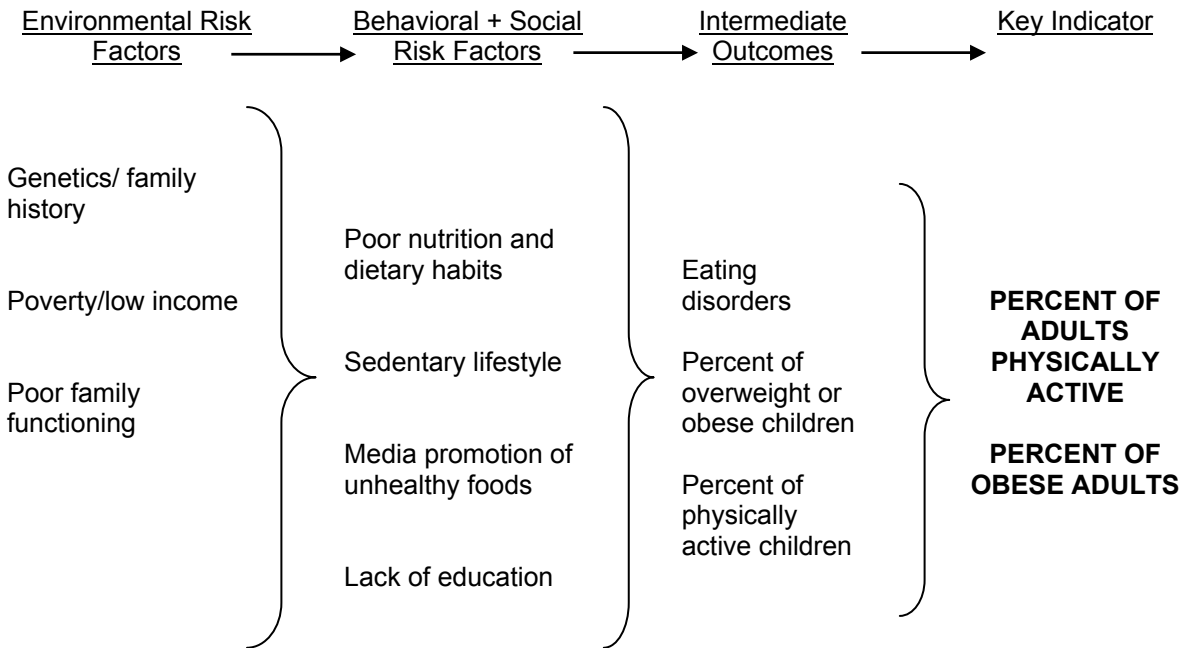 Environmental Risk
Factors
Behavioral + Social
Risk Factors
Intermediate
Outcomes
Key Indicator
Genetics/ family
history
Poverty/low income
Poor family
functioning
Poor nutrition and
dietary habits
Sedentary lifestyle
Media promotion of
unhealthy foods
Lack of education
Eating
disorders
Percent of
overweight or
obese children
Percent of
physically
active children
PERCENT OF
ADULTS
PHYSICALLY
ACTIVE
PERCENT OF
OBESE ADULTS